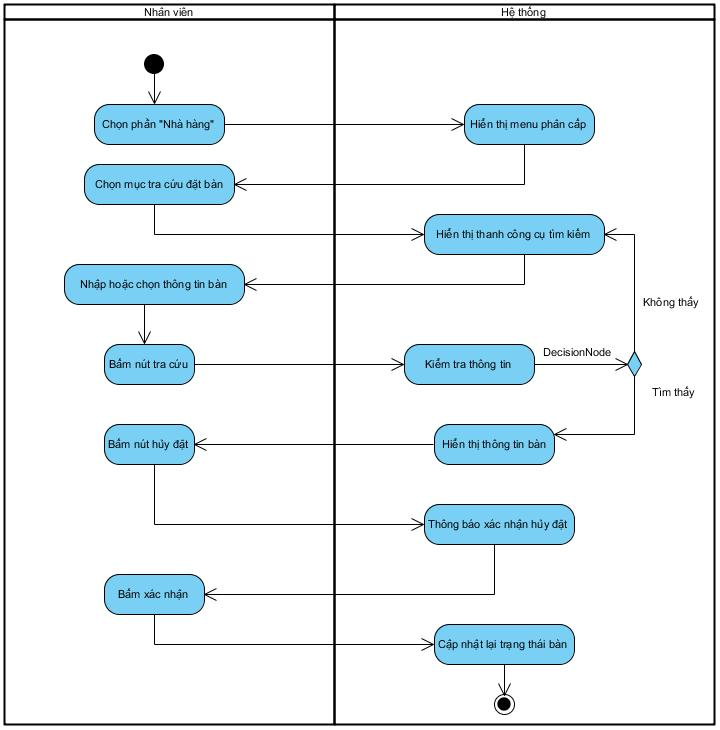 Nhân viên
Hệ thống
Chọn phần "Nhà hàng"
Hiển thị menu phân cấp
Chọn mục tra cứu đặt bàn
Hiển thị thanh công cụ tìm kiếm
Nhập hoặc chọn thông tin bàn
Không thấy
Bấm nút tra cứu
Kiểm tra thông tin
DecisionNode
Tìm thấy
Bấm nút hủy đặt
Hiển thị thông tin bàn
Thông báo xác nhận hủy đặt
Bấm xác nhận
Cập nhật lại trạng thái bàn